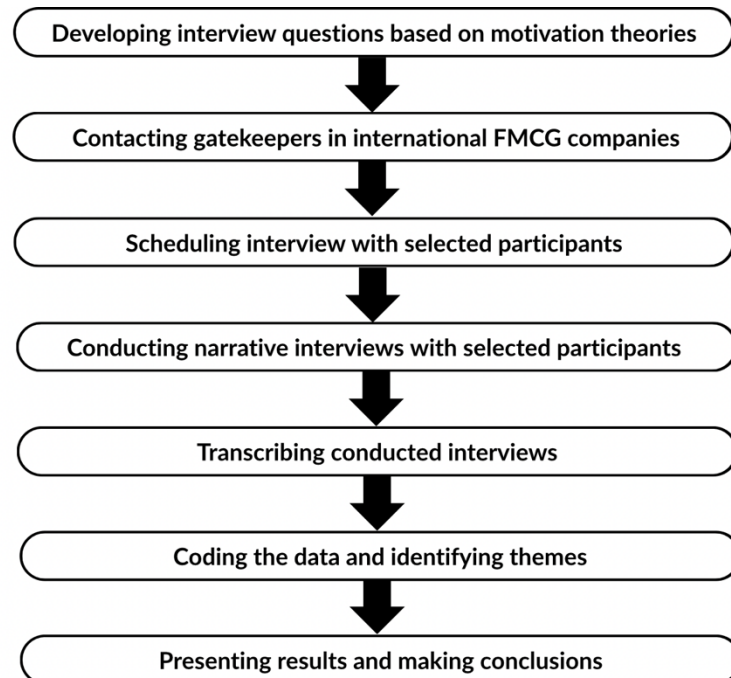 Developing interview questions based on motivation theories
Contacting gatekeepers in international FMCG companies
Scheduling interview with selected participants
Conducting narrative interviews with selected participants
Transcribing conducted interviews
Coding the data and identifying themes
Presenting results and making conclusions